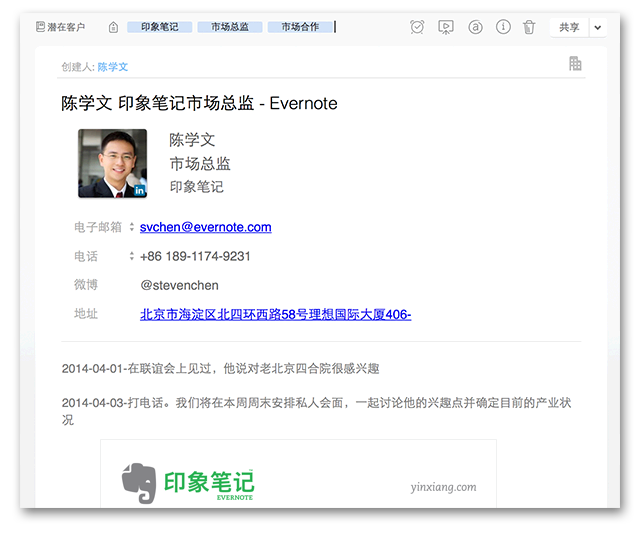 潜在客户 印象笔记 市场总监 市场合作 共享
创建人: 陈学文
陈学文 印象笔记市场总监 - Evernote
陈学文
市场总监
印象笔记
in
电子邮箱 svchen@evernote.com
电话 +86 189-1174-9231
微博 @stevenchen
地址 北京市海淀区北四环西路58号理想国际大厦406-
2014-04-01-在联谊会上见过，他说对老北京四合院很感兴趣
2014-04-03-打电话。我们将在本周周末安排私人会面，一起讨论他的兴趣点并确定目前的产业状
况
印象笔记 yinxiang.com
EVERNOTE